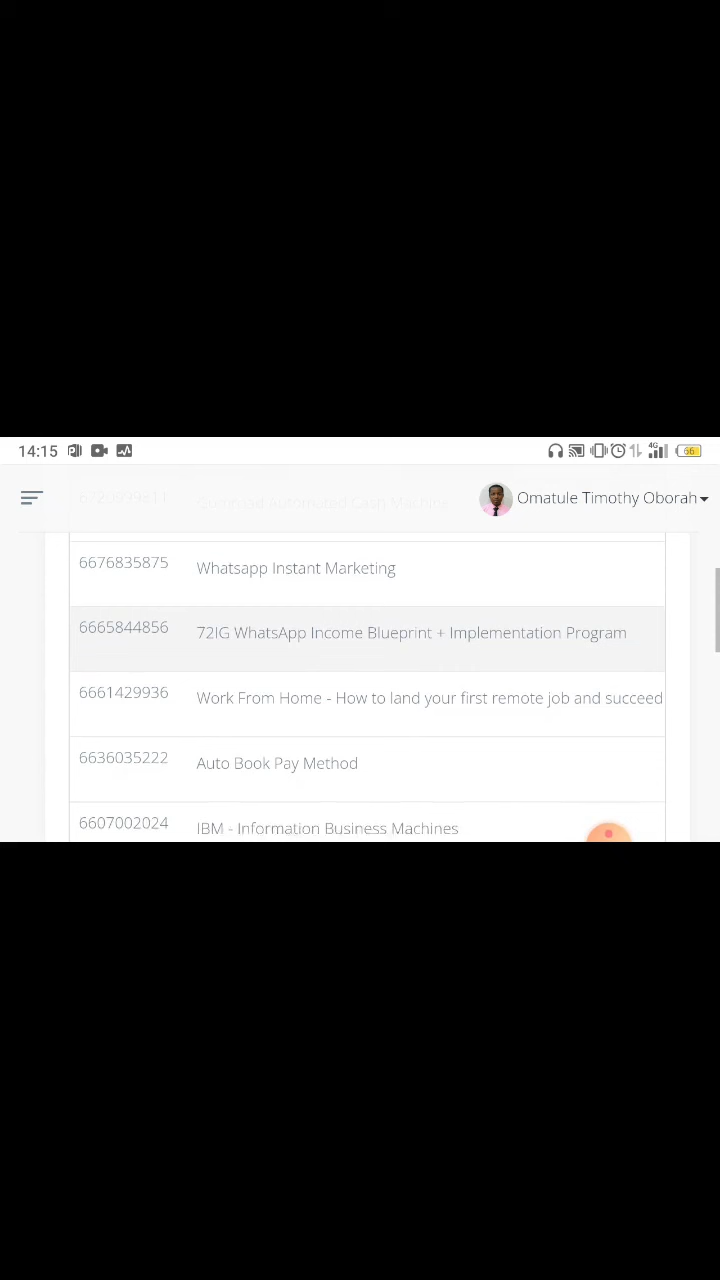 14:15 4G 66
Omatule Timothy Oborah
6676835875 Whatsapp Instant Marketing
6665844856 72IG WhatsApp Income Blueprint + Implementation Program
6661429936 Work From Home - How to land your first remote job and succeed
6636035222 Auto Book Pay Method
6607002024 IBM - Information Business Machines